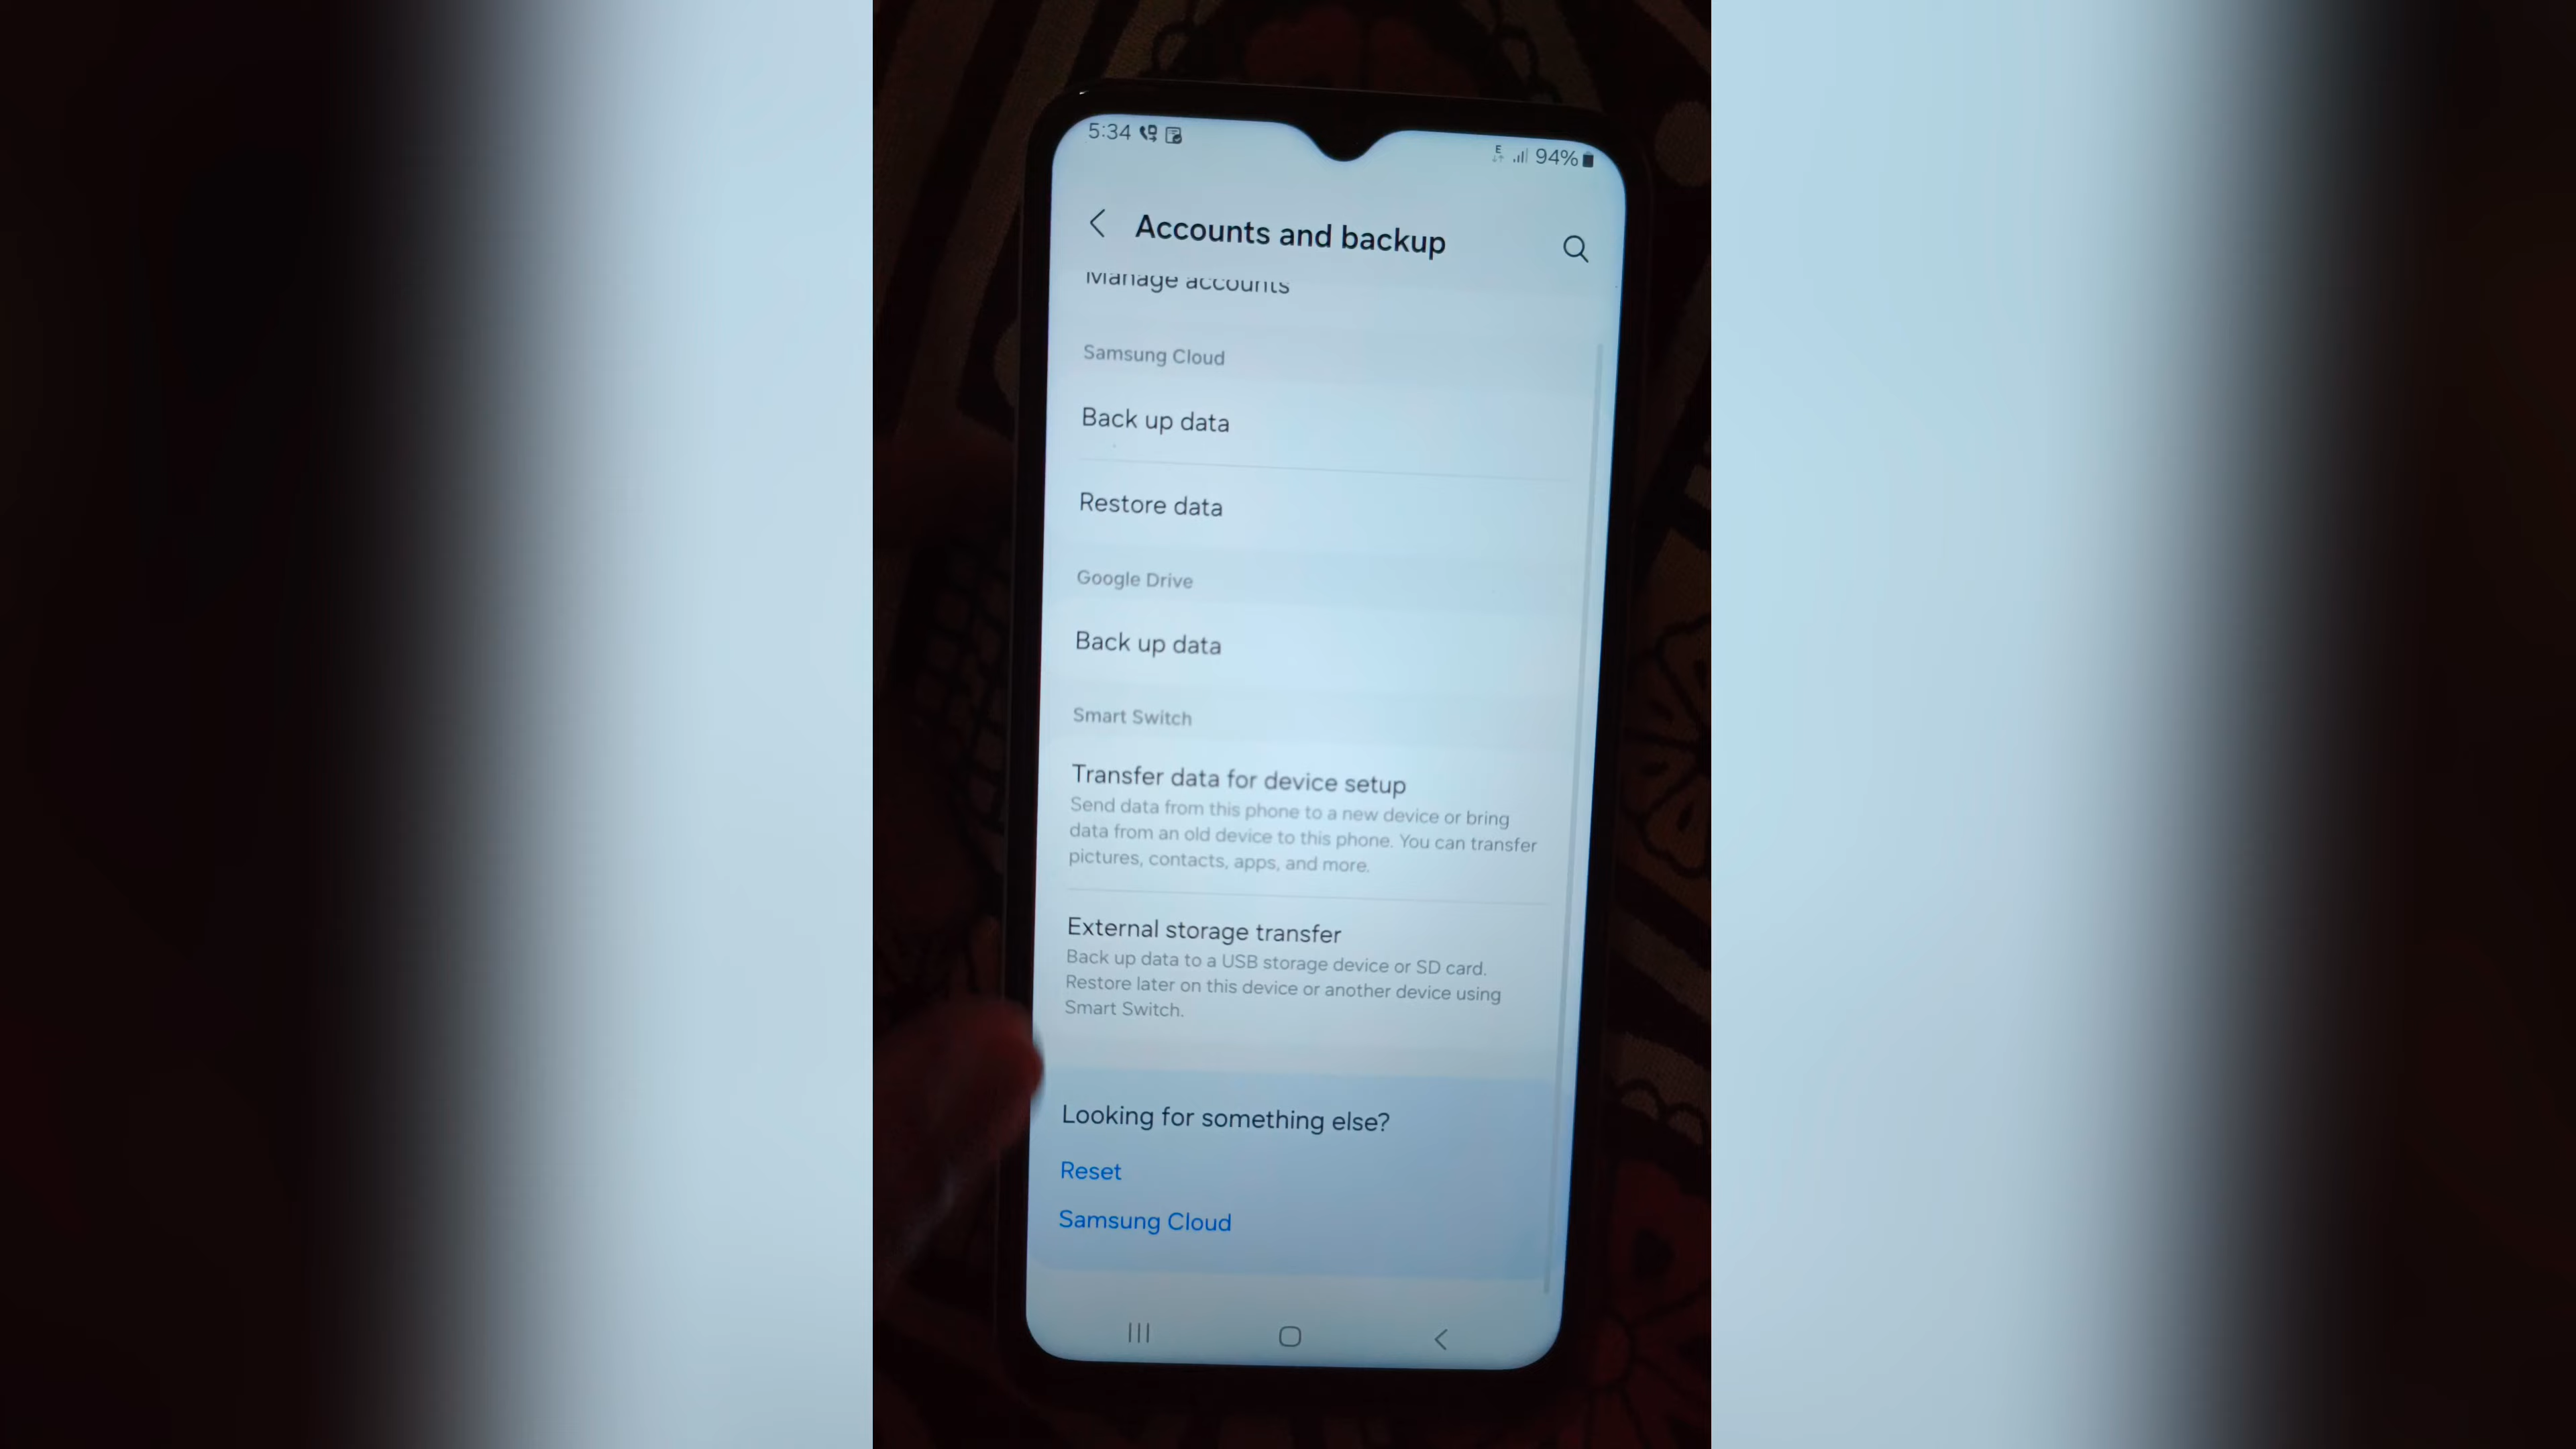 5:34
E
94%
Accounts and backup
Manage accounts
Samsung Cloud
Back up data
Restore data
Google Drive
Back up data
Smart Switch
Transfer data for device setup
Send data from this phone to a new device or bring
data from an old device to this phone. You can transfer
pictures, contacts, apps, and more.
External storage transfer
Back up data to a USB storage device or SD card.
Restore later on this device or another device using
Smart Switch.
Looking for something else?
Reset
Samsung Cloud